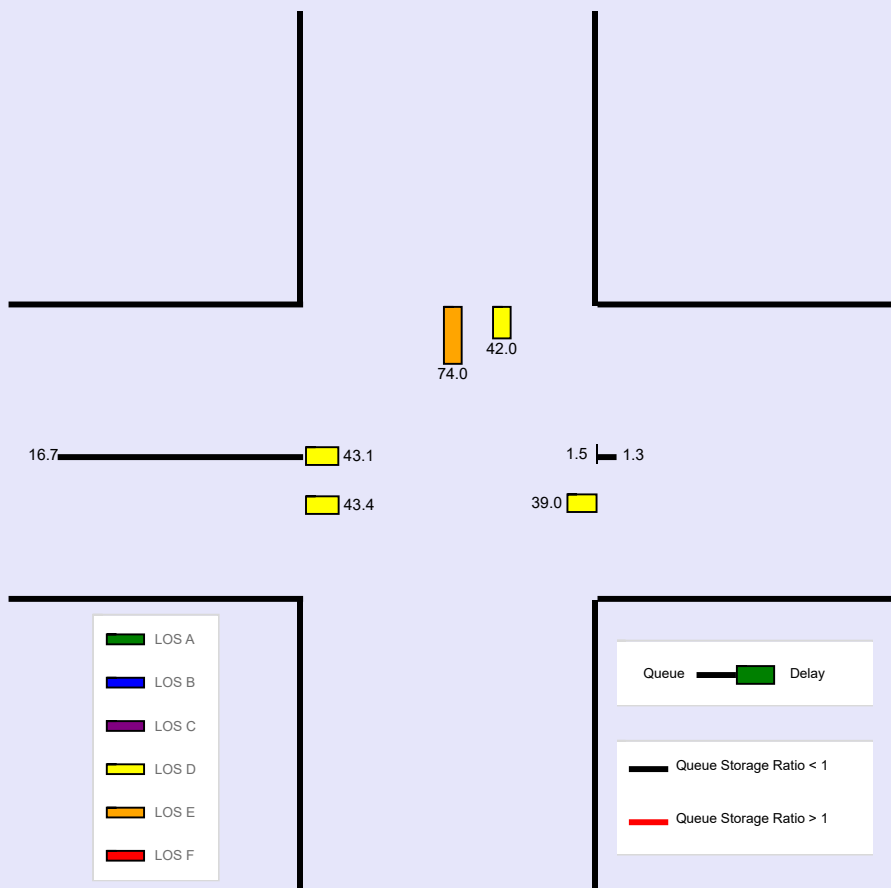 42.0
74.0
16.7
43.1
1.5
1.3
43.4
39.0
LOS A
LOS B
LOS C
LOS D
LOS E
LOS F
Queue
Delay
Queue Storage Ratio < 1
Queue Storage Ratio > 1